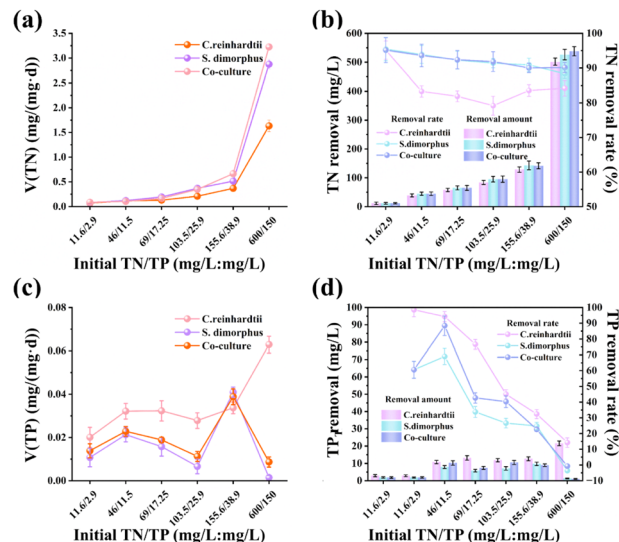 (a)
V(TN) (mg/(mg·d))
3.5
3.0
2.5
2.0
1.5
1.0
0.5
0.0
C.reinhardtii
S. dimorphus
Co-culture
11.6/2.9
46/11.5
69/17.25
103.5/25.9
155.6/38.9
600/150
Initial TN/TP (mg/L:mg/L)
(b)
TN removal (mg/L)
600
500
400
300
200
100
0
Removal rate
C.reinhardtii
S.dimorphus
Co-culture
Removal amount
C.reinhardtii
S.dimorphus
Co-culture
TN removal rate (%)
100
90
80
70
60
50
11.6/2.9
46/11.5
69/17.25
103.5/25.9
155.6/38.9
600/150
Initial TN/TP (mg/L:mg/L)
(c)
V(TP) (mg/(mg·d))
0.08
0.06
0.04
0.02
0.00
C.reinhardtii
S. dimorphus
Co-culture
11.6/2.9
46/11.5
69/17.25
103.5/25.9
155.6/38.9
600/150
Initial TN/TP (mg/L:mg/L)
(d)
TP removal (mg/L)
100
90
80
70
60
50
40
30
20
10
0
Removal rate
C.reinhardtii
S.dimorphus
Co-culture
Removal amount
C.reinhardtii
S.dimorphus
Co-culture
TP removal rate (%)
100
90
80
70
60
50
40
30
20
10
0
−10
11.6/2.9
11.6/2.9
46/11.5
69/17.25
103.5/25.9
155.6/38.9
600/150
Initial TN/TP (mg/L:mg/L)